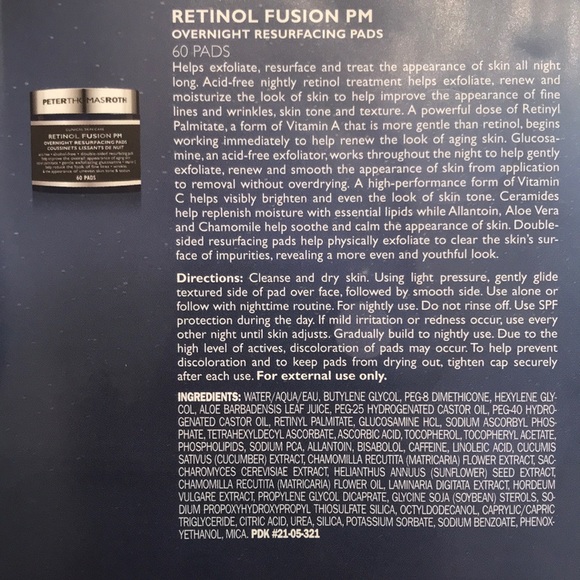 RETINOL FUSION PM
OVERNIGHT RESURFACING PADS
60 PADS
Helps exfoliate, resurface and treat the appearance of skin all night
long. Acid-free nightly retinol treatment helps exfoliate, renew and
moisturize the look of skin to help improve the appearance of fine
lines and wrinkles, skin tone and texture. A powerful dose of Retinyl
Palmitate, a form of Vitamin A that is more gentle than retinol, begins
working immediately to help renew the look of aging skin. Glucosa-
mine, an acid-free exfoliator, works throughout the night to help gently
exfoliate, renew and smooth the appearance of skin from application
to removal without overdrying. A high-performance form of Vitamin
C helps visibly brighten and even the look of skin tone. Ceramides
help replenish moisture with essential lipids while Allantoin, Aloe Vera
and Chamomile help soothe and calm the appearance of skin. Double-
sided resurfacing pads help physically exfoliate to clear the skin's sur-
face of impurities, revealing a more even and youthful look.
Directions: Cleanse and dry skin. Using light pressure, gently glide
textured side of pad over face, followed by smooth side. Use alone or
follow with nighttime routine. For nightly use. Do not rinse off. Use SPF
protection during the day. If mild irritation or redness occur, use every
other night until skin adjusts. Gradually build to nightly use. Due to the
high level of actives, discoloration of pads may occur. To help prevent
discoloration and to keep pads from drying out, tighten cap securely
after each use. For external use only.
INGREDIENTS: WATER/AQUA/EAU, BUTYLENE GLYCOL, PEG-8 DIMETHICONE, HEXYLENE GLY-
COL, ALOE BARBADENSIS LEAF JUICE, PEG-25 HYDROGENATED CASTOR OIL, PEG-40 HYDRO-
GENATED CASTOR OIL, RETINYL PALMITATE, GLUCOSAMINE HCL, SODIUM ASCORBYL PHOS-
PHATE, TETRAHEXYLDECYL ASCORBATE, ASCORBIC ACID, TOCOPHEROL, TOCOPHERYL ACETATE,
PHOSPHOLIPIDS, SODIUM PCA, ALLANTOIN, BISABOLOL, CAFFEINE, LINOLEIC ACID, CUCUMIS
SATIVUS (CUCUMBER) EXTRACT, CHAMOMILLA RECUTITA (MATRICARIA) FLOWER EXTRACT, SAC-
CHAROMYCES CEREVISIAE EXTRACT, HELIANTHUS ANNUUS (SUNFLOWER) SEED EXTRACT,
CHAMOMILLA RECUTITA (MATRICARIA) FLOWER OIL, LAMINARIA DIGITATA EXTRACT, HORDEUM
VULGARE EXTRACT, PROPYLENE GLYCOL DICAPRATE, GLYCINE SOJA (SOYBEAN) STEROLS, SO-
DIUM PROPOXYHYDROXYPROPYL THIOSULFATE SILICA, OCTYLDODECANOL, CAPRYLIC/CAPRIC
TRIGLYCERIDE, CITRIC ACID, UREA, SILICA, POTASSIUM SORBATE, SODIUM BENZOATE, PHENOX-
YETHANOL, MICA. PDK #21-05-321
PETERTHOMASROTH
CLINICAL SKIN CARE
RETINOL FUSION PM
OVERNIGHT RESURFACING PADS
COUSSINETS LISSANTS DE NUIT
60 PADS